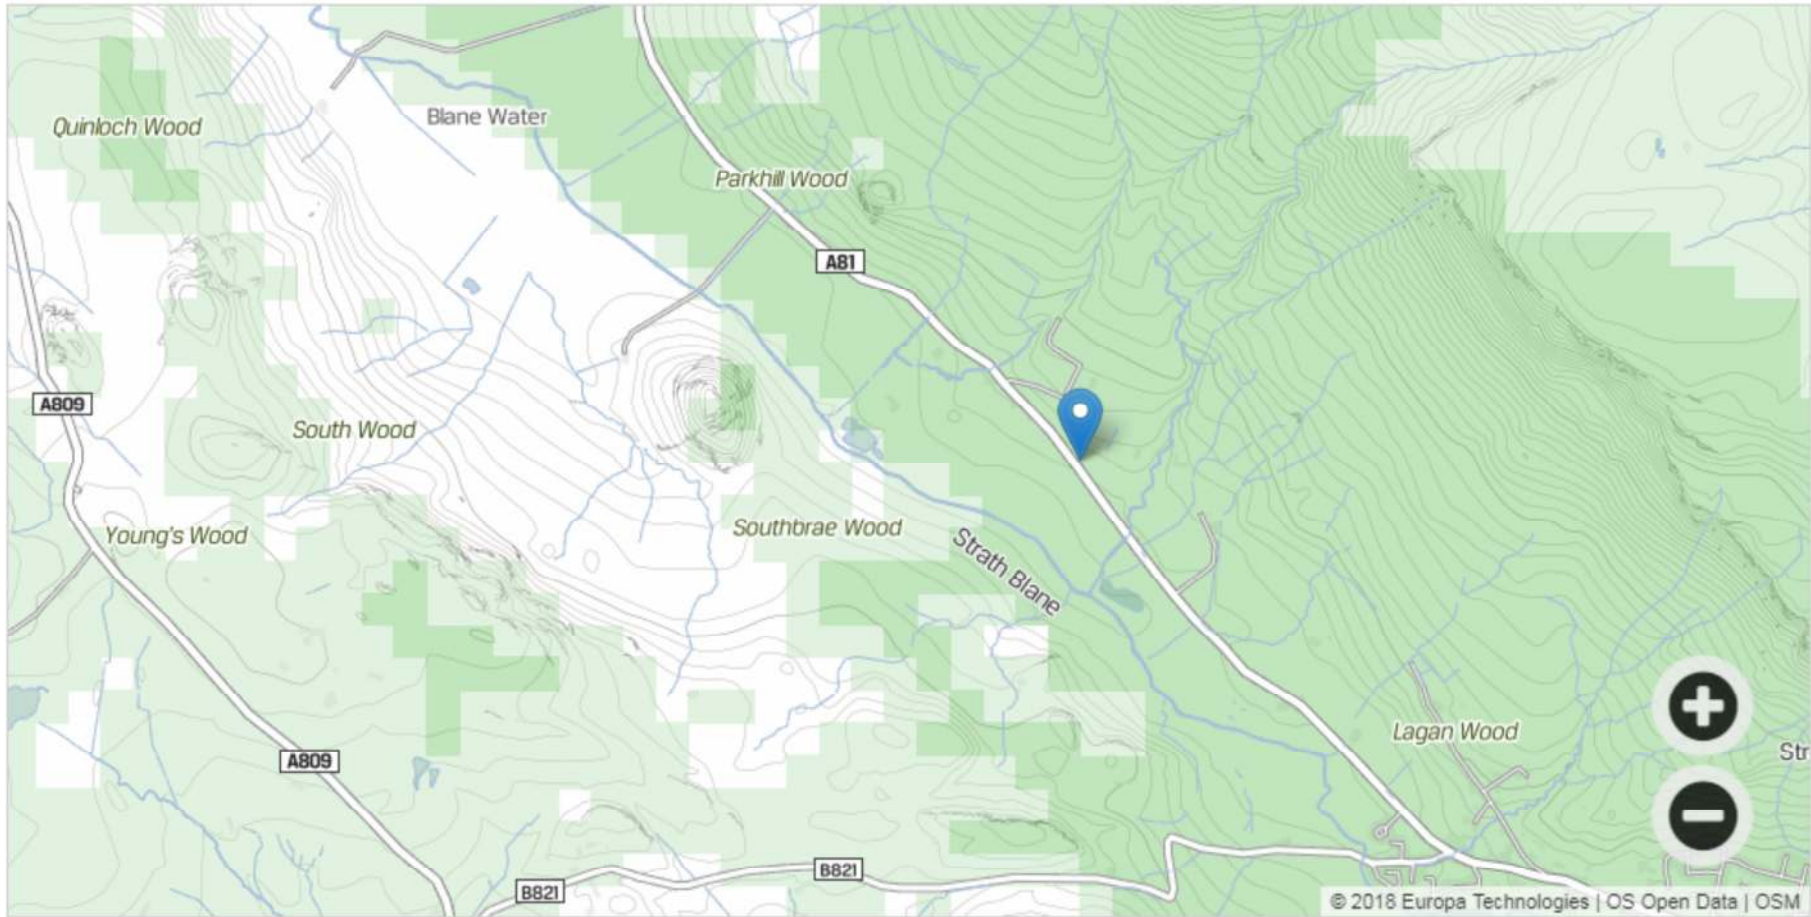 Blane Water
Quinloch Wood
Parkhill Wood
A81
A809
South Wood
Southbrae Wood
Young's Wood
Strath Blane
Lagan Wood
Str
A809
B821
B821
© 2018 Europa Technologies | OS Open Data | OSM